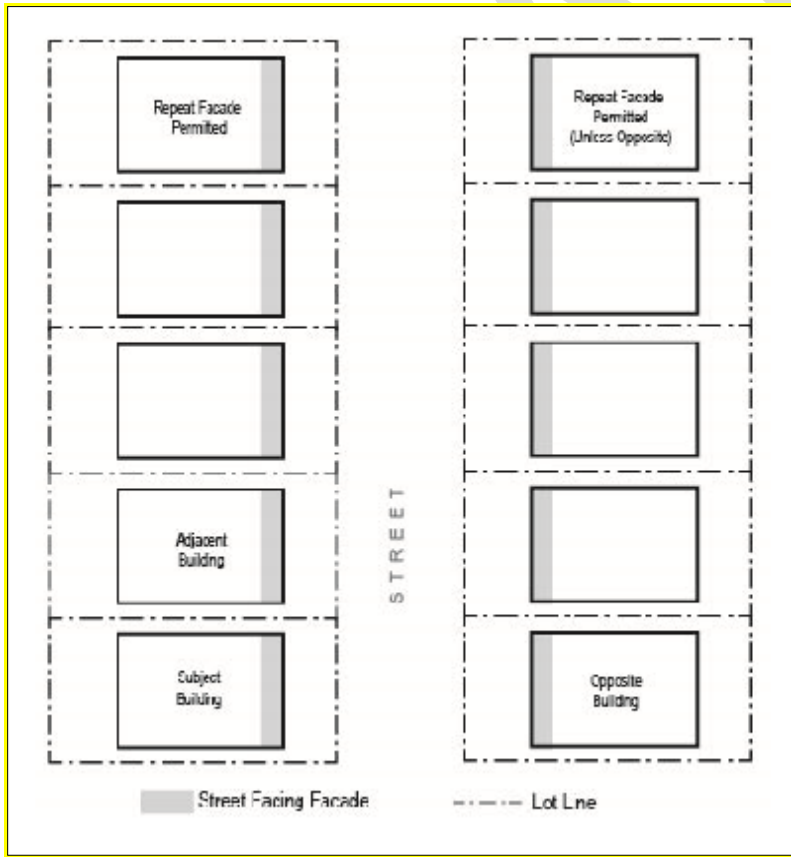 Repeat Facade
Permitted
Repeat Facade
Permitted
(Unless Opposite)
Adjacent
Building
STREET
Subject
Building
Opposite
Building
Street Facing Facade
Lot Line